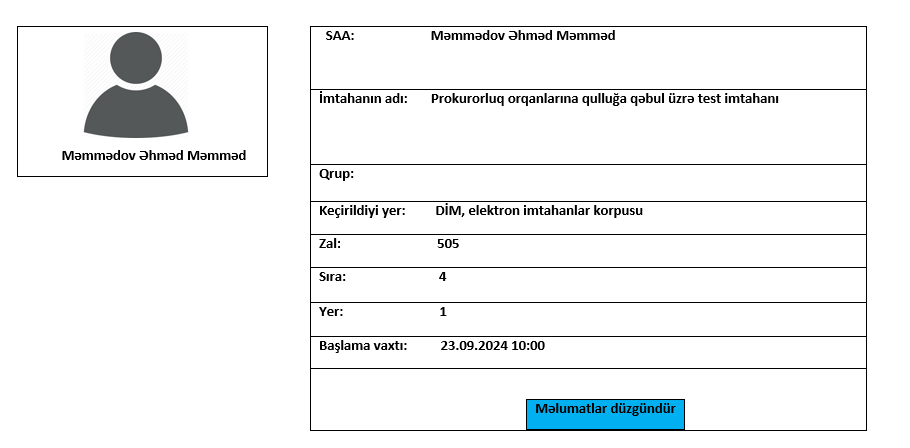 Məmmədov Əhməd Məmməd
SAA: Məmmədov Əhməd Məmməd
İmtahanın adı: Prokurorluq orqanlarına qulluğa qəbul üzrə test imtahanı
Qrup:
Keçirildiyi yer: DİM, elektron imtahanlar korpusu
Zal: 505
Sıra: 4
Yer: 1
Başlama vaxtı: 23.09.2024 10:00
Məlumatlar düzgündür